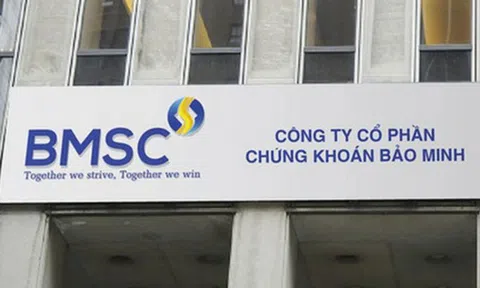 BMSC
Together we strive, Together we win
CÔNG TY CỔ PHẦN
CHỨNG KHOÁN BẢO MINH